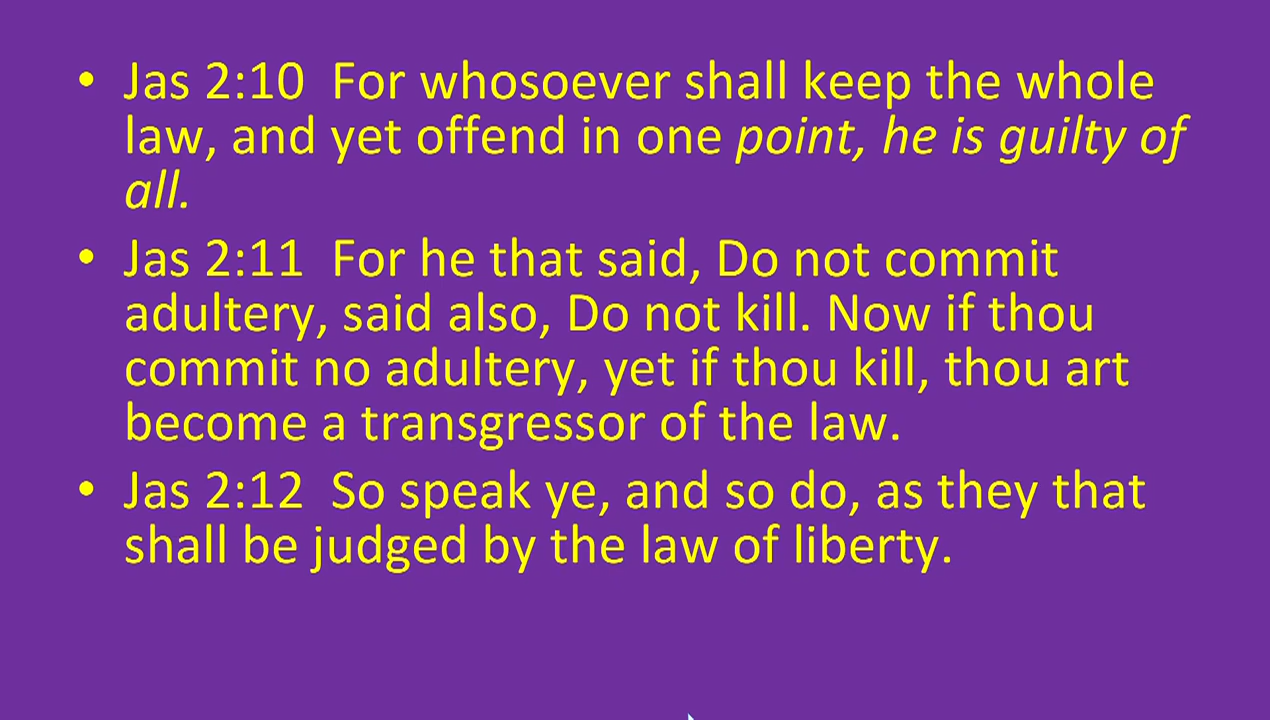 • Jas 2:10  For whosoever shall keep the whole
law, and yet offend in one point, he is guilty of
all.
• Jas 2:11  For he that said, Do not commit
adultery, said also, Do not kill. Now if thou
commit no adultery, yet if thou kill, thou art
become a transgressor of the law.
• Jas 2:12  So speak ye, and so do, as they that
shall be judged by the law of liberty.